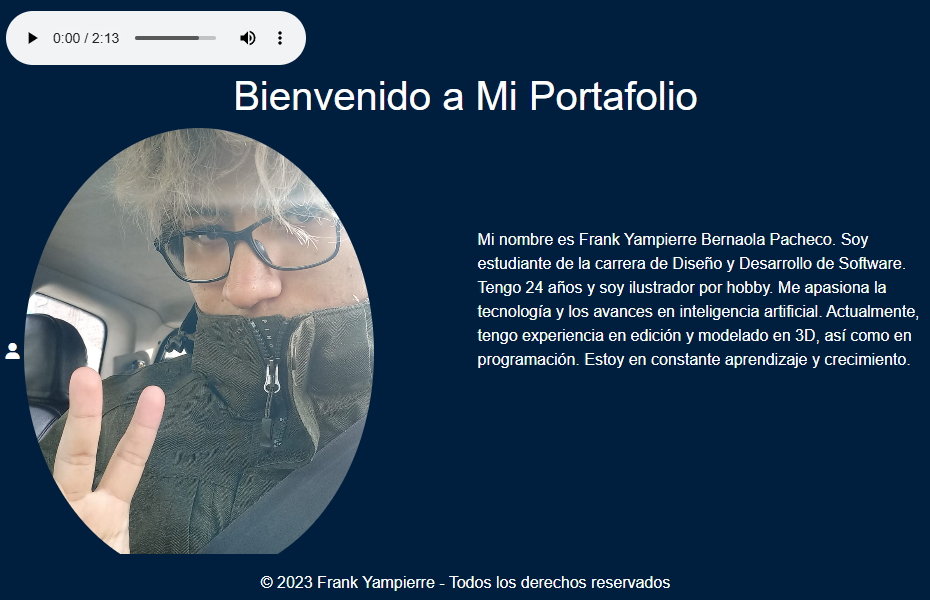 0:00 / 2:13
Bienvenido a Mi Portafolio
Mi nombre es Frank Yampierre Bernaola Pacheco. Soy
estudiante de la carrera de Diseño y Desarrollo de Software.
Tengo 24 años y soy ilustrador por hobby. Me apasiona la
tecnología y los avances en inteligencia artificial. Actualmente,
tengo experiencia en edición y modelado en 3D, así como en
programación. Estoy en constante aprendizaje y crecimiento.
© 2023 Frank Yampierre - Todos los derechos reservados